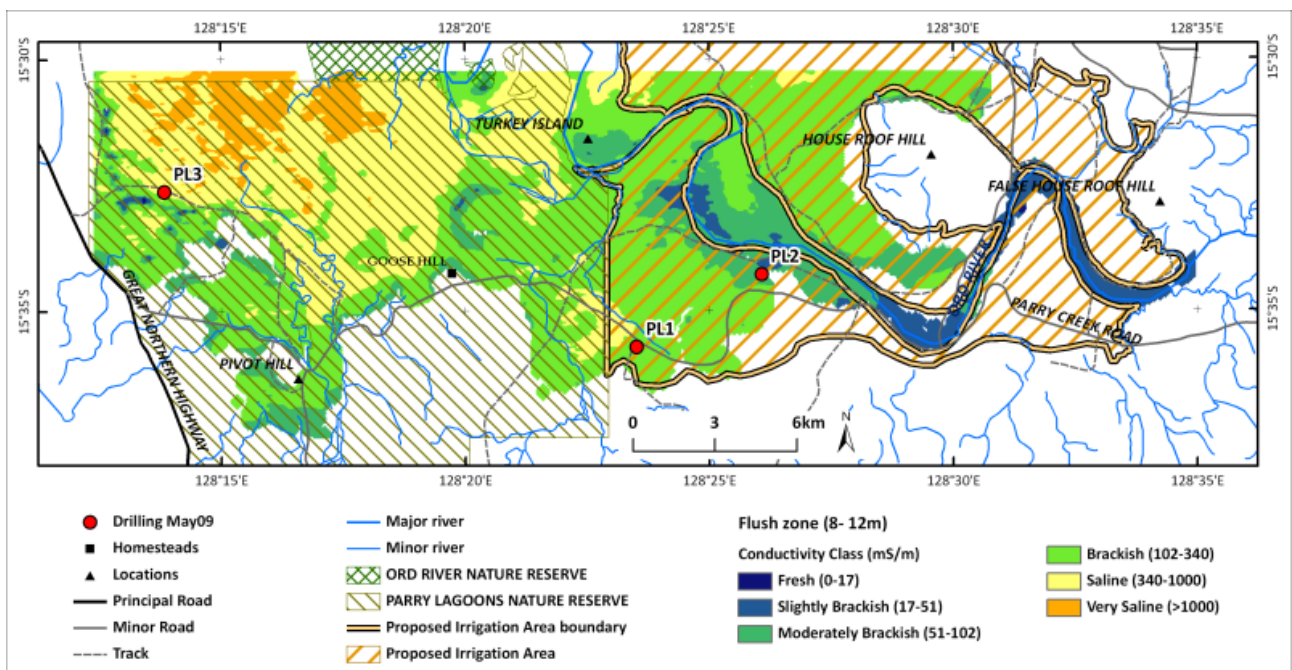 128°15'E
128°20'E
128°25'E
128°30'E
128°35'E
15°30'S
15°30'S
TURKEY ISLAND
HOUSE ROOF HILL
PL3
FALSE HOUSE ROOF HILL
GOOSE HILL
PL2
ORD RIVER
GREAT NORTHERN HIGHWAY
15°35'S
15°35'S
PARRY CREEK ROAD
PL1
PIVOT HILL
0 3 6km
N
128°15'E
128°20'E
128°25'E
128°30'E
128°35'E
Drilling May09
Homesteads
Locations
Principal Road
Minor Road
Track
Major river
Minor river
ORD RIVER NATURE RESERVE
PARRY LAGOONS NATURE RESERVE
Proposed Irrigation Area boundary
Proposed Irrigation Area
Flush zone (8- 12m)
Conductivity Class (mS/m)
Fresh (0-17)
Slightly Brackish (17-51)
Moderately Brackish (51-102)
Brackish (102-340)
Saline (340-1000)
Very Saline (>1000)